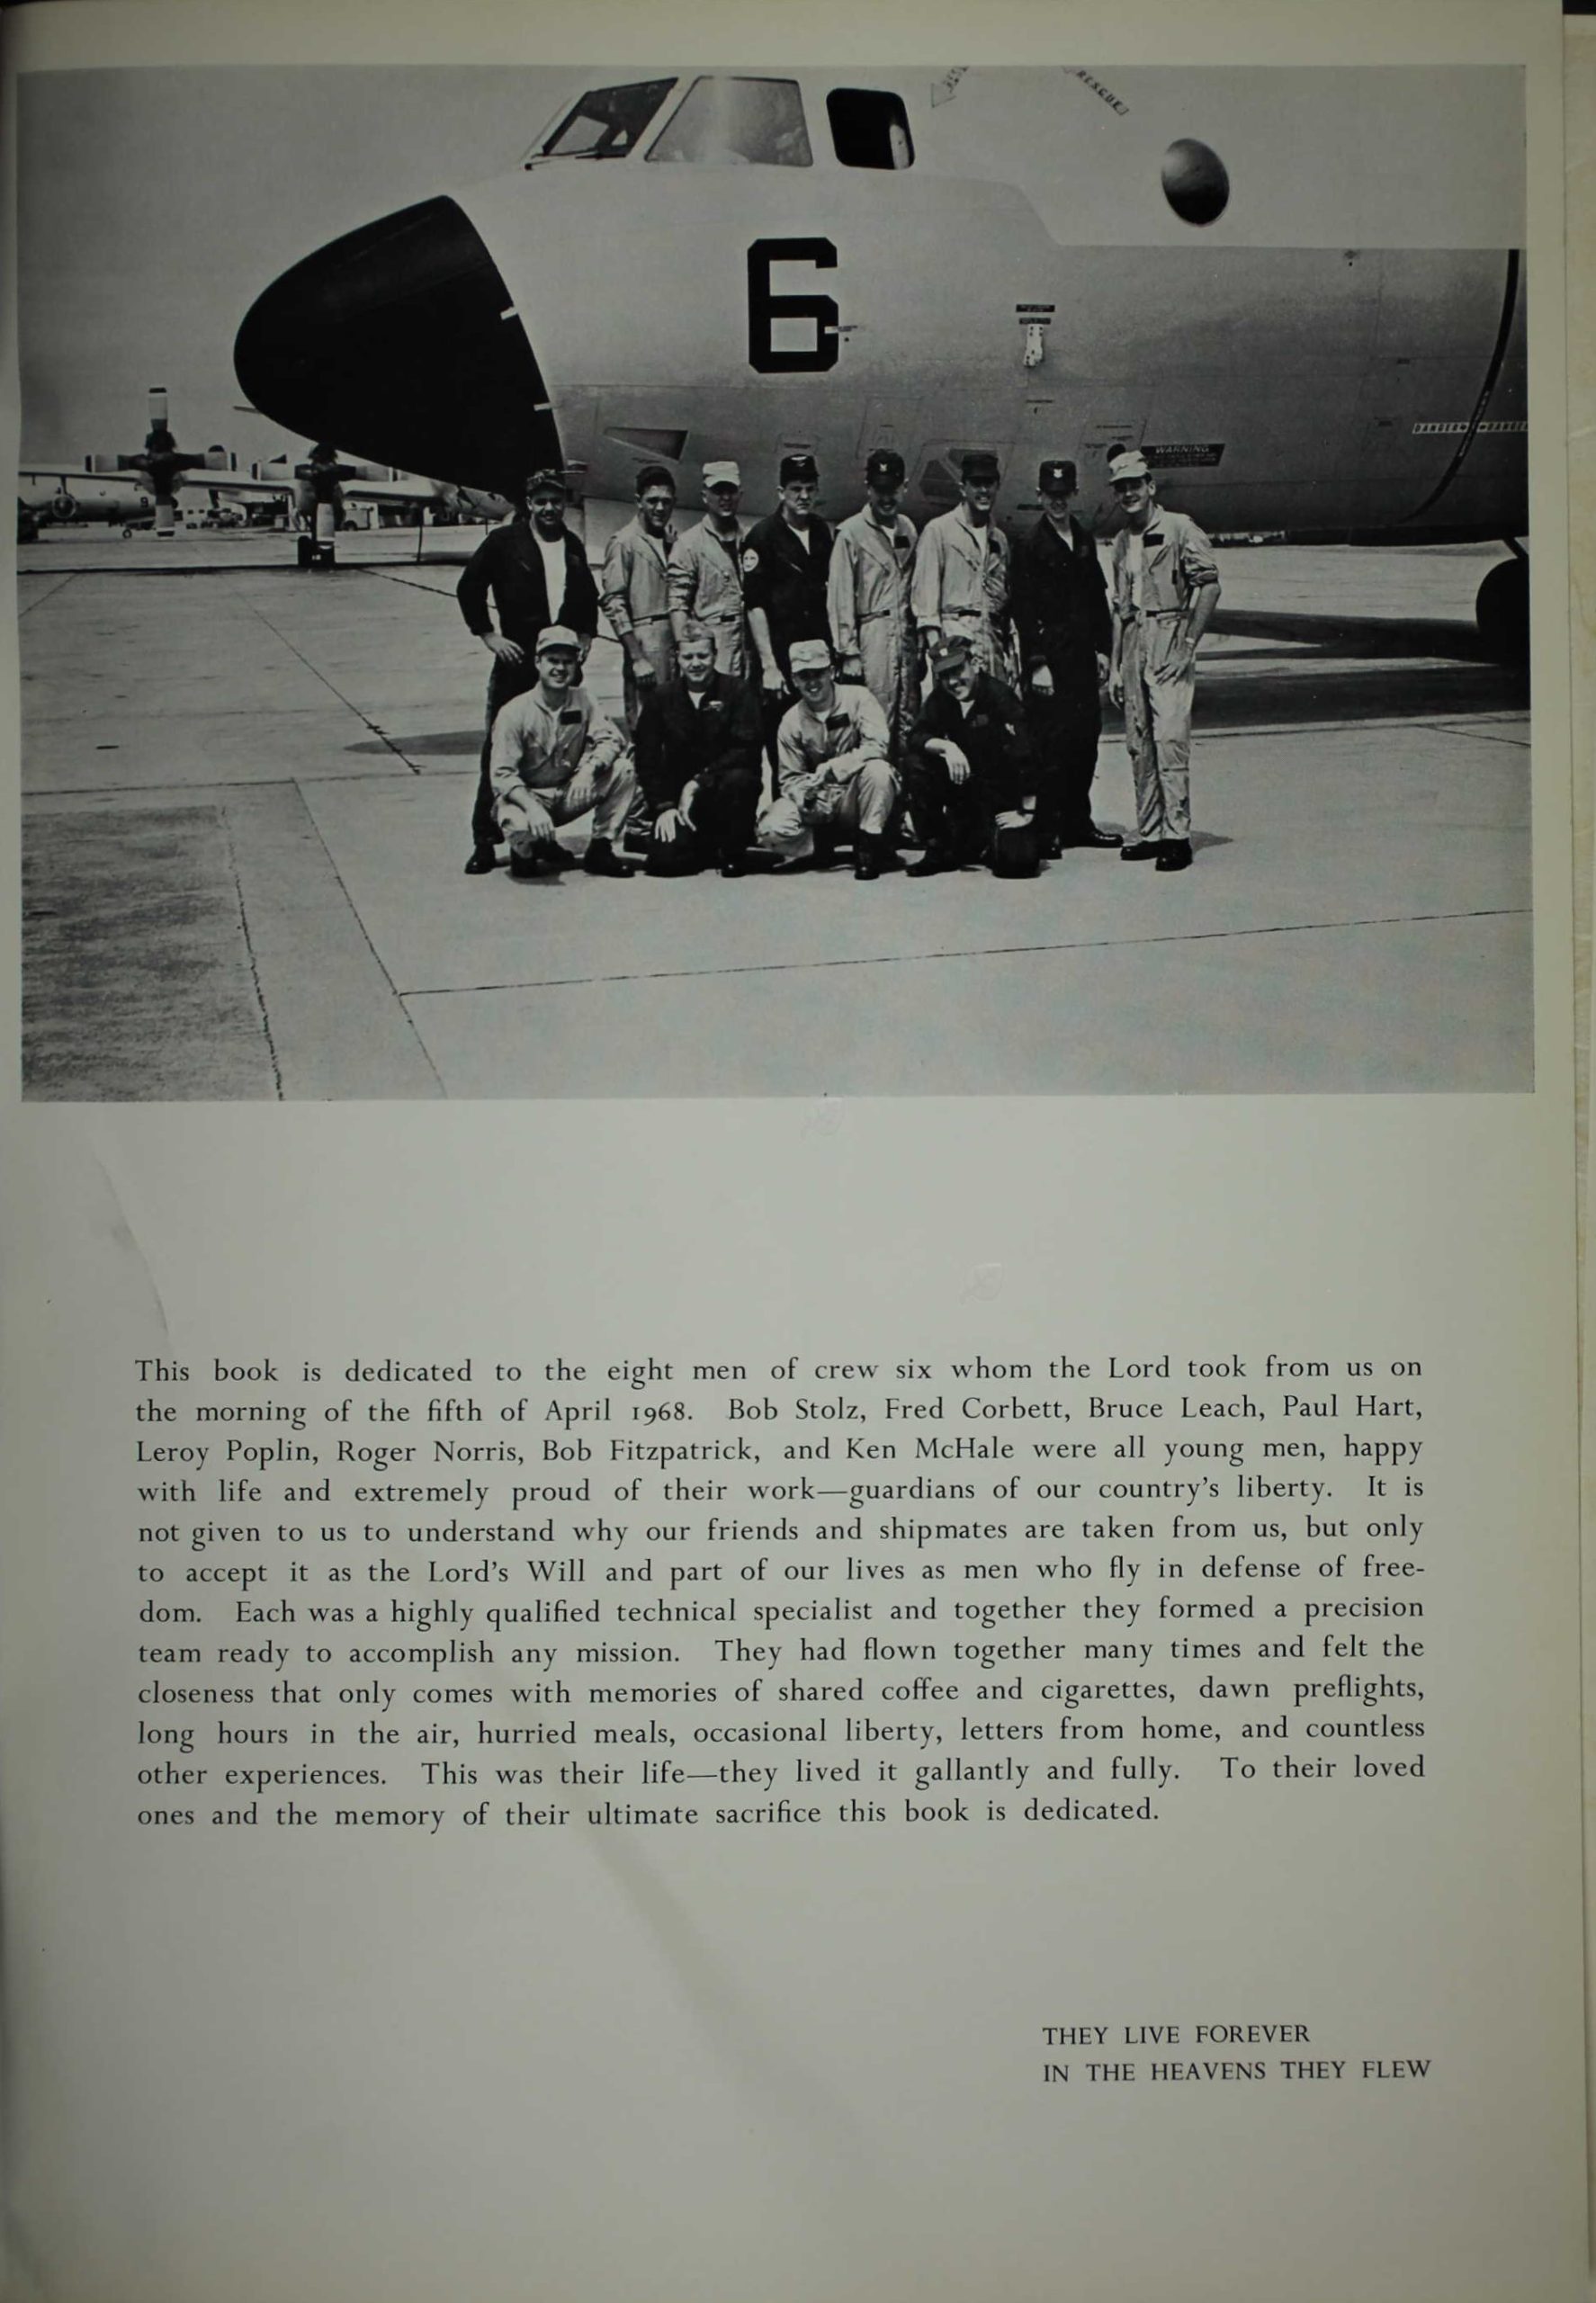 RESCUE
6
WARNING
9
This book is dedicated to the eight men of crew six whom the Lord took from us on
the morning of the fifth of April 1968. Bob Stolz, Fred Corbett, Bruce Leach, Paul Hart,
Leroy Poplin, Roger Norris, Bob Fitzpatrick, and Ken McHale were all young men, happy
with life and extremely proud of their work—guardians of our country's liberty. It is
not given to us to understand why our friends and shipmates are taken from us, but only
to accept it as the Lord's Will and part of our lives as men who fly in defense of free-
dom. Each was a highly qualified technical specialist and together they formed a precision
team ready to accomplish any mission. They had flown together many times and felt the
closeness that only comes with memories of shared coffee and cigarettes, dawn preflights,
long hours in the air, hurried meals, occasional liberty, letters from home, and countless
other experiences. This was their life—they lived it gallantly and fully. To their loved
ones and the memory of their ultimate sacrifice this book is dedicated.
THEY LIVE FOREVER
IN THE HEAVENS THEY FLEW